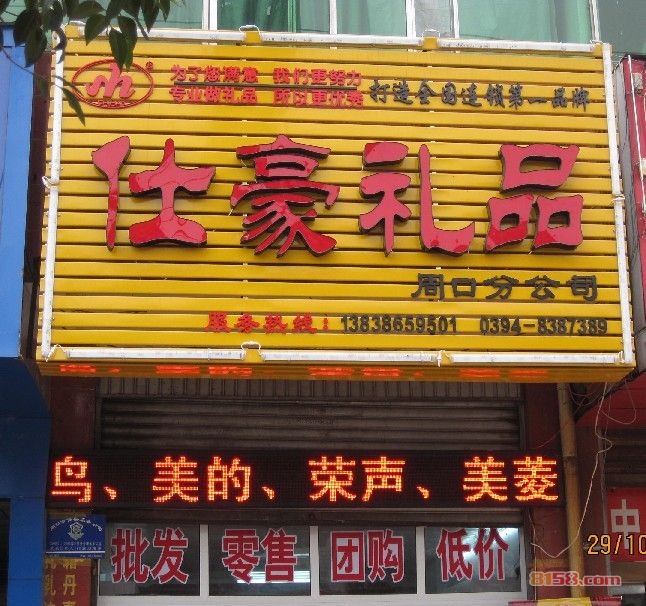 为了您满意 我们更努力
专业做礼品 所以更优秀
打造全国连锁第一品牌
仕豪礼品
周口分公司
服务热线：13838659501 0394-8387389
鸟、美的、荣声、美菱
批发 零售 团购 低价
中
29/10
8158.com